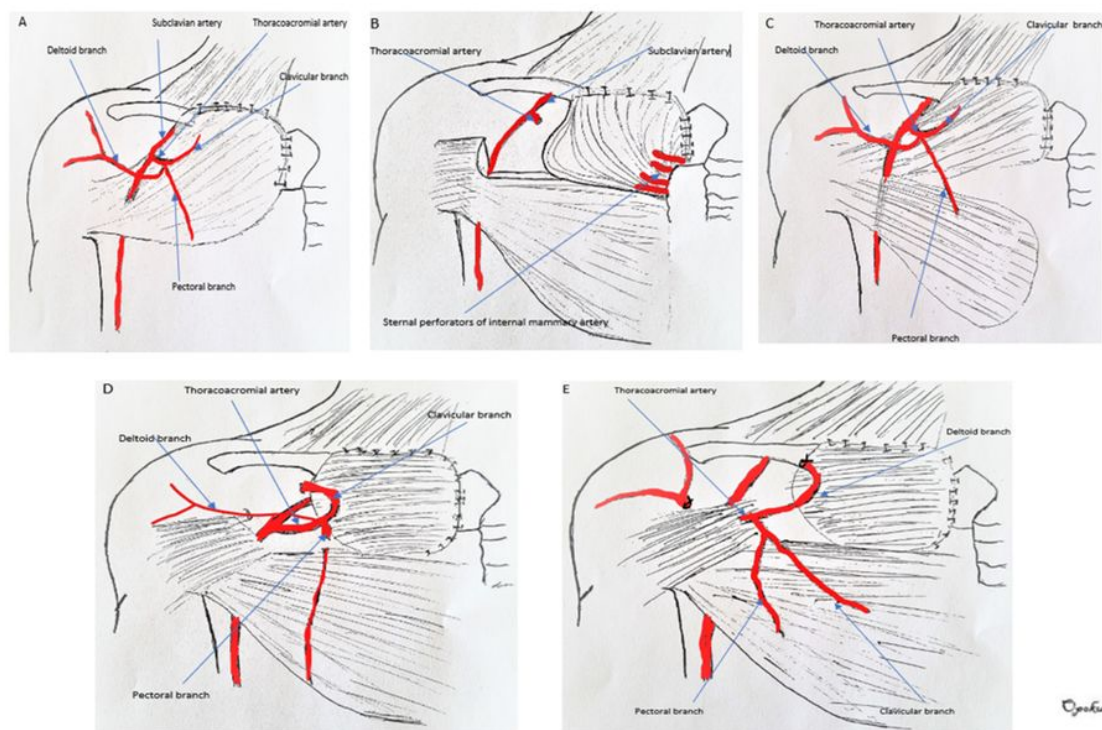 A
Subclavian artery
Thoracoacromial artery
Deltoid branch
Clavicular branch
Pectoral branch
B
Thoracoacromial artery
Subclavian artery
Sternal perforators of internal mammary artery
C
Thoracoacromial artery
Clavicular branch
Deltoid branch
Pectoral branch
D
Thoracoacromial artery
Clavicular branch
Deltoid branch
Pectoral branch
E
Thoracoacromial artery
Deltoid branch
Pectoral branch
Clavicular branch